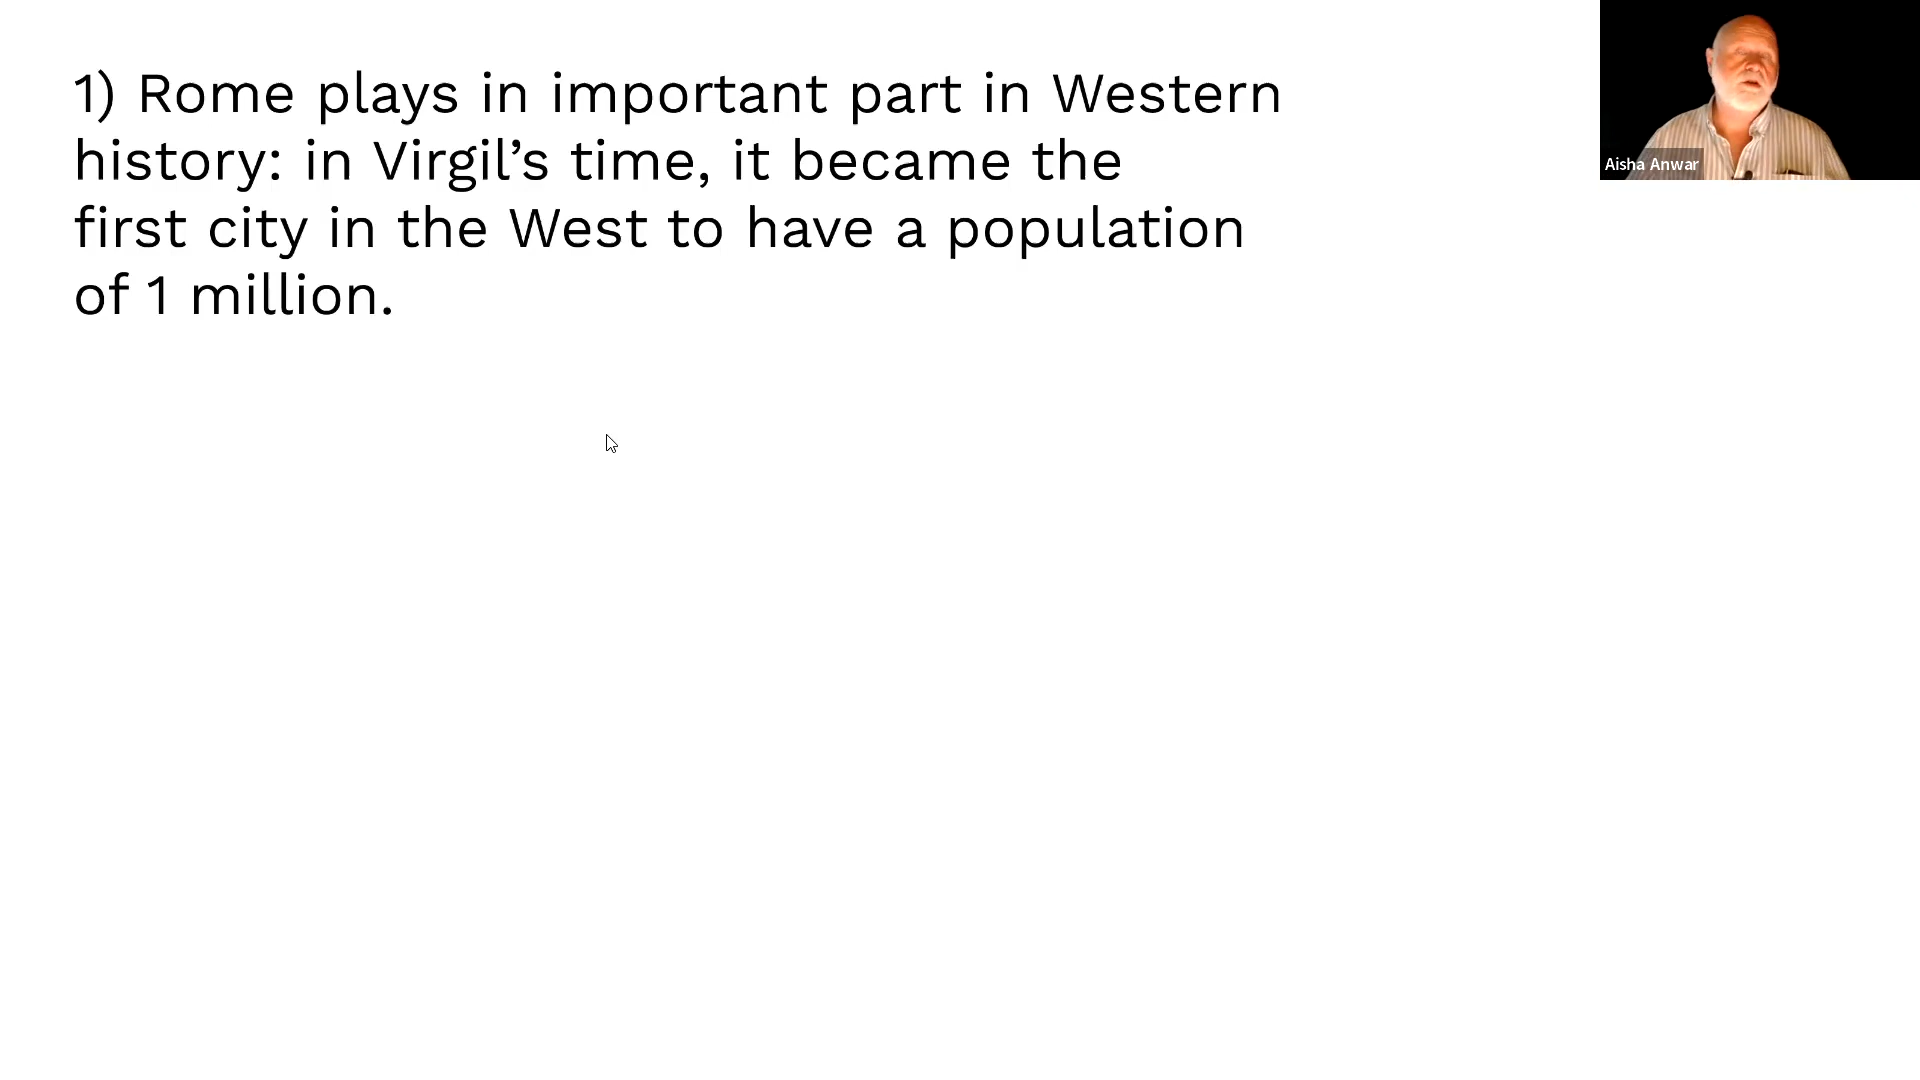 1) Rome plays in important part in Western
history: in Virgil’s time, it became the
first city in the West to have a population
of 1 million.
Aisha Anwar